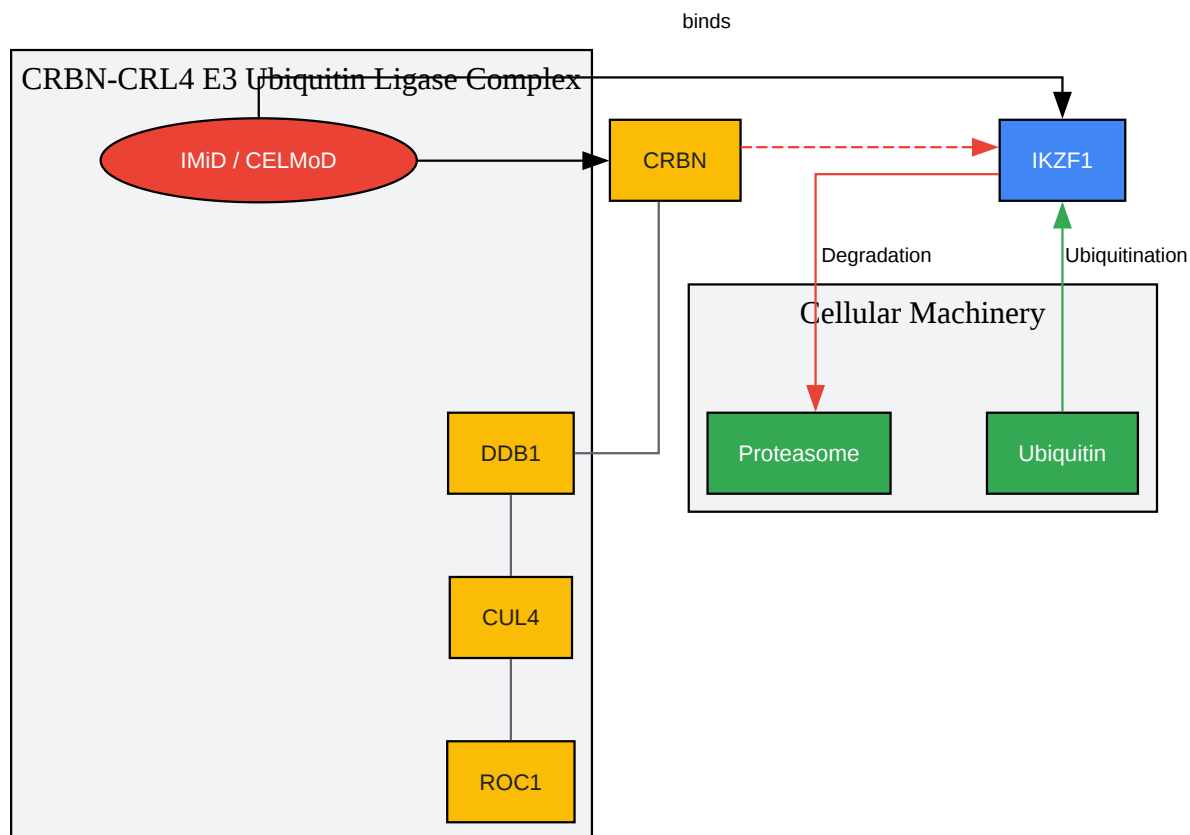 binds
CRBN-CRL4 E3 Ubiquitin Ligase Complex
IMiD / CELMoD
CRBN
IKZF1
Degradation
Ubiquitination
Cellular Machinery
DDB1
Proteasome
Ubiquitin
CUL4
ROC1